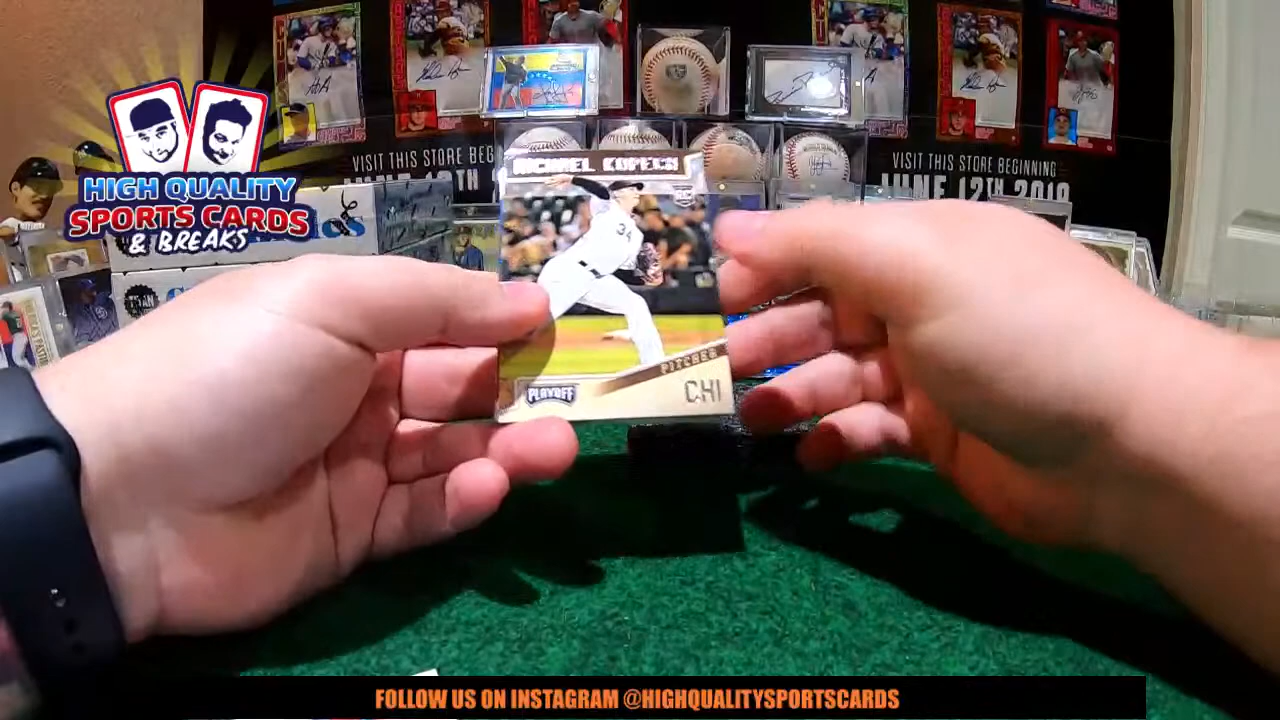 VISIT THIS STORE BEG
VISIT THIS STORE BEGINNING
JUNE 12TH 2019
HIGH QUALITY
SPORTS CARDS
& BREAKS
MICHAEL KOPECH
RC
34
PITCHER
PLAYOFF
CHI
FOLLOW US ON INSTAGRAM @HIGHQUALITYSPORTSCARDS